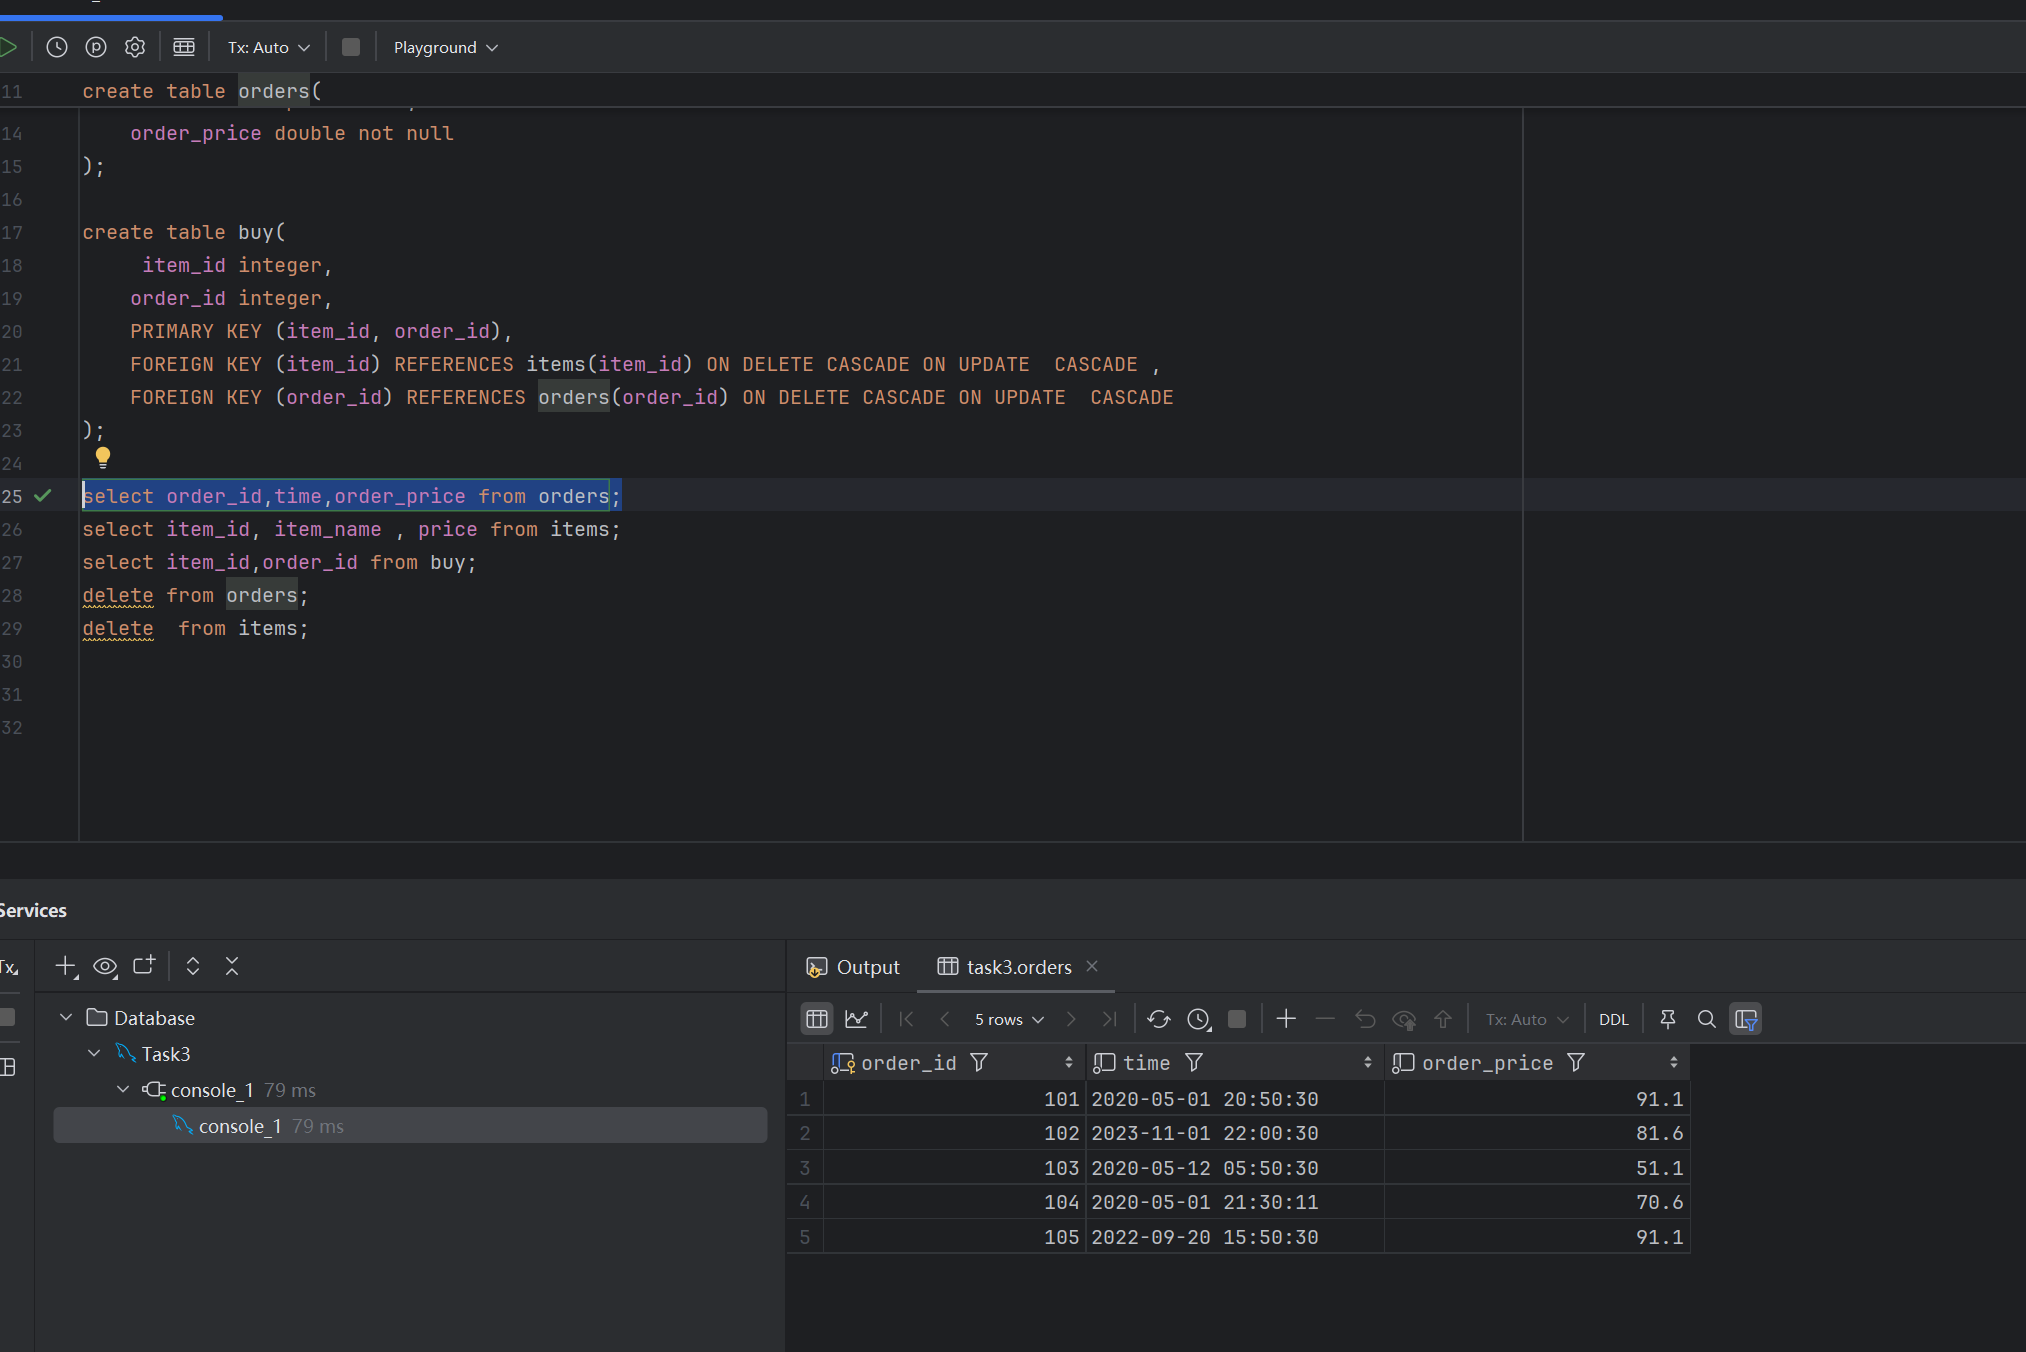 Tx: Auto
Playground
11 create table orders(
14 order_price double not null
15 );
16
17 create table buy(
18 item_id integer,
19 order_id integer,
20 PRIMARY KEY (item_id, order_id),
21 FOREIGN KEY (item_id) REFERENCES items(item_id) ON DELETE CASCADE ON UPDATE  CASCADE ,
22 FOREIGN KEY (order_id) REFERENCES orders(order_id) ON DELETE CASCADE ON UPDATE  CASCADE
23 );
24
25 select order_id,time,order_price from orders;
26 select item_id, item_name , price from items;
27 select item_id,order_id from buy;
28 delete from orders;
29 delete  from items;
30
31
32
Services
Tx
Output task3.orders
5 rows Tx: Auto DDL
Database
Task3
console_1 79 ms
console_1 79 ms
order_id time order_price
1 101 2020-05-01 20:50:30 91.1
2 102 2023-11-01 22:00:30 81.6
3 103 2020-05-12 05:50:30 51.1
4 104 2020-05-01 21:30:11 70.6
5 105 2022-09-20 15:50:30 91.1